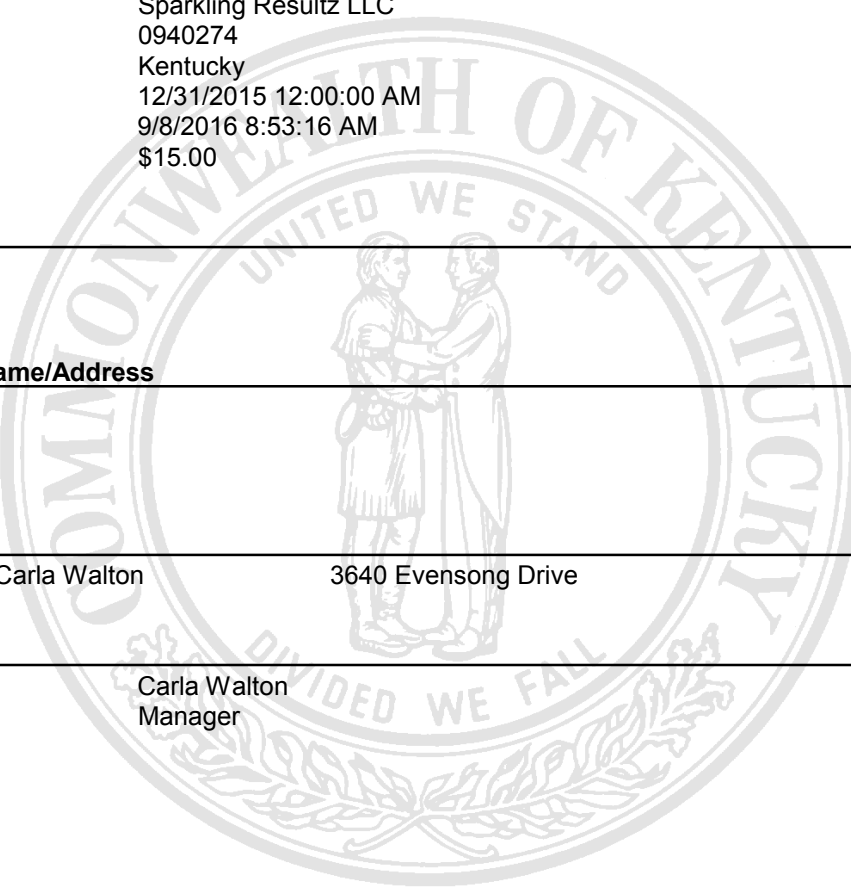 Sparkling Resultz LLC
0940274
Kentucky
12/31/2015 12:00:00 AM
9/8/2016 8:53:16 AM
$15.00
COMMONWEALTH OF KENTUCKY
UNITED WE STAND
ame/Address
Carla Walton 3640 Evensong Drive
DIVIDED WE FALL
Carla Walton
Manager